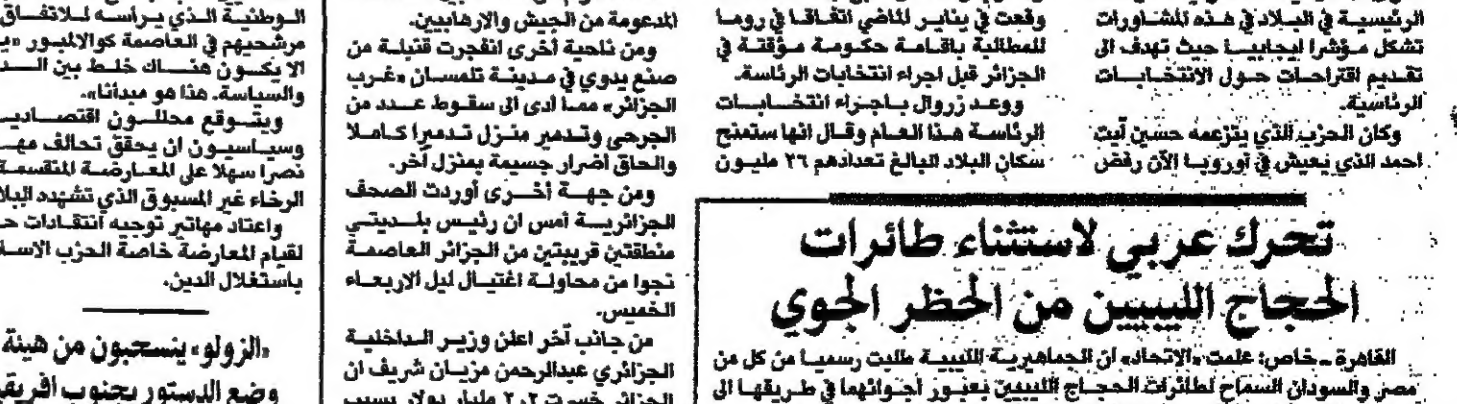 الرئيسية في البلاد في هذه المشاورات
تشكل مؤشرا ايجابيا حيث تهدف الى
تقديم اقتراحات حول الانتخابات
الرئاسية.
وكان الحزب الذي يتزعمه حسين آيت
احمد الذي يعيش في أوروبا الآن رفض
وقعت في يناير الماضي اتفاقا في روما
للمطالبة باقامة حكومة مؤقتة في
الجزائر قبل اجراء انتخابات الرئاسة.
ووعد زروال باجراء انتخابات
الرئاسة هذا العام وقال انها ستمنح
سكان البلاد البالغ تعدادهم ٢٦ مليون
تحرك عربي لاستثناء طائرات
الحجاج الليبيين من الحظر الجوي
القاهرة ـ خاص: علمت «الاتحاد» ان الجماهيرية الليبية طلبت رسميا من كل من
مصر والسودان السماح لطائرات الحجاج الليبيين بعبور أجوائهما في طريقها الى
المدعومة من الجيش والارهابيين.
ومن ناحية أخرى انفجرت قنبلة من
صنع يدوي في مدينة تلمسان «غرب
الجزائر» مما ادى الى سقوط عدد من
الجرحى وتدمير منزل تدميرا كاملا
والحاق أضرار جسيمة بمنزل آخر.
ومن جهة أخرى أوردت الصحف
الجزائرية أمس ان رئيس بلديتي
منطقتين قريبتين من الجزائر العاصمة
نجوا من محاولة اغتيال ليل الاربعاء
الخميس.
من جانب آخر اعلن وزير الداخلية
الجزائري عبدالرحمن مزيان شريف ان
الجزائر خسرت ٢,٢ مليار دولار بسبب
الوطنية الذي يرأسه للاتفاق
مرشحيهم في العاصمة كوالالمبور
الا يكون هناك خلط بين
والسياسة. هذا هو مبدأنا».
ويتوقع محللون
وسياسيون ان يحقق تحالف
نصرا سهلا على المعارضة المنقسمة
الرخاء غير المسبوق الذي تشهده
واعتاد مهاتير توجيه انتقادات
لقيام المعارضة خاصة الحزب
باستغلال الدين.
«الزولو» ينسحبون من هيئة
وضع الدستور بجنوب